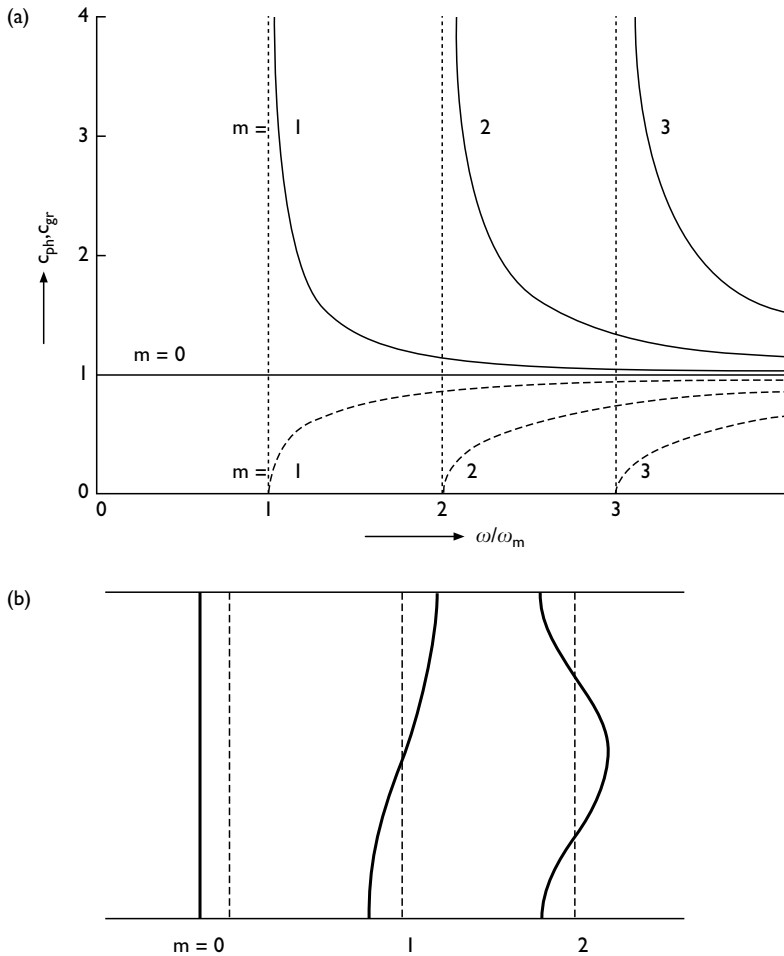 (a)
4
3
2
1
0
c_ph, c_gr
m = 1 2 3
m = 0
m = 1 2 3
0 1 2 3
ω/ω_m
(b)
m = 0 1 2